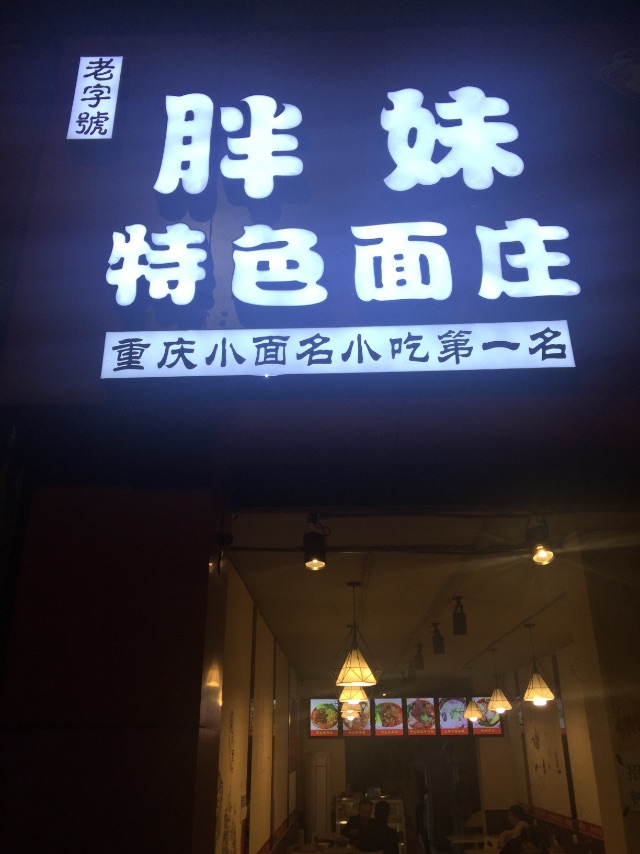 老字號
胖妹
特色面庄
重庆小面名小吃第一名